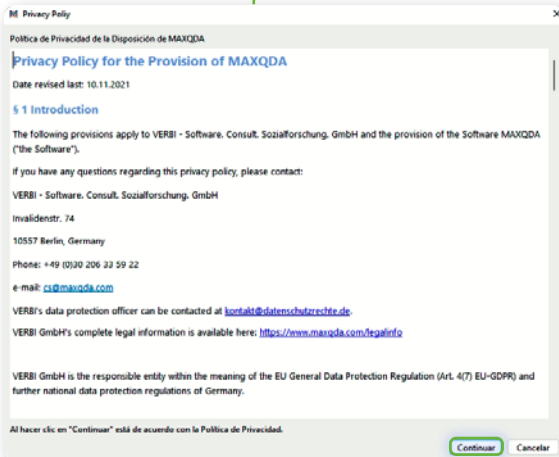 Privacy Poliy
Política de Privacidad de la Disposición de MAXQDA
Privacy Policy for the Provision of MAXQDA
Date revised last: 10.11.2021
§ 1 Introduction
The following provisions apply to VERBI - Software. Consult. Sozialforschung. GmbH and the provision of the Software MAXQDA
("the Software").
If you have any questions regarding this privacy policy, please contact:
VERBI - Software. Consult. Sozialforschung. GmbH
Invalidenstr. 74
10557 Berlin, Germany
Phone: +49 (0)30 206 33 59 22
e-mail: cs@maxqda.com
VERBI's data protection officer can be contacted at kontakt@datenschutzrechte.de.
VERBI GmbH's complete legal information is available here: https://www.maxqda.com/legalinfo
VERBI GmbH is the responsible entity within the meaning of the EU General Data Protection Regulation (Art. 4(7) EU-GDPR) and
further national data protection regulations of Germany.
Al hacer clic en "Continuar" está de acuerdo con la Política de Privacidad.
Continuar Cancelar